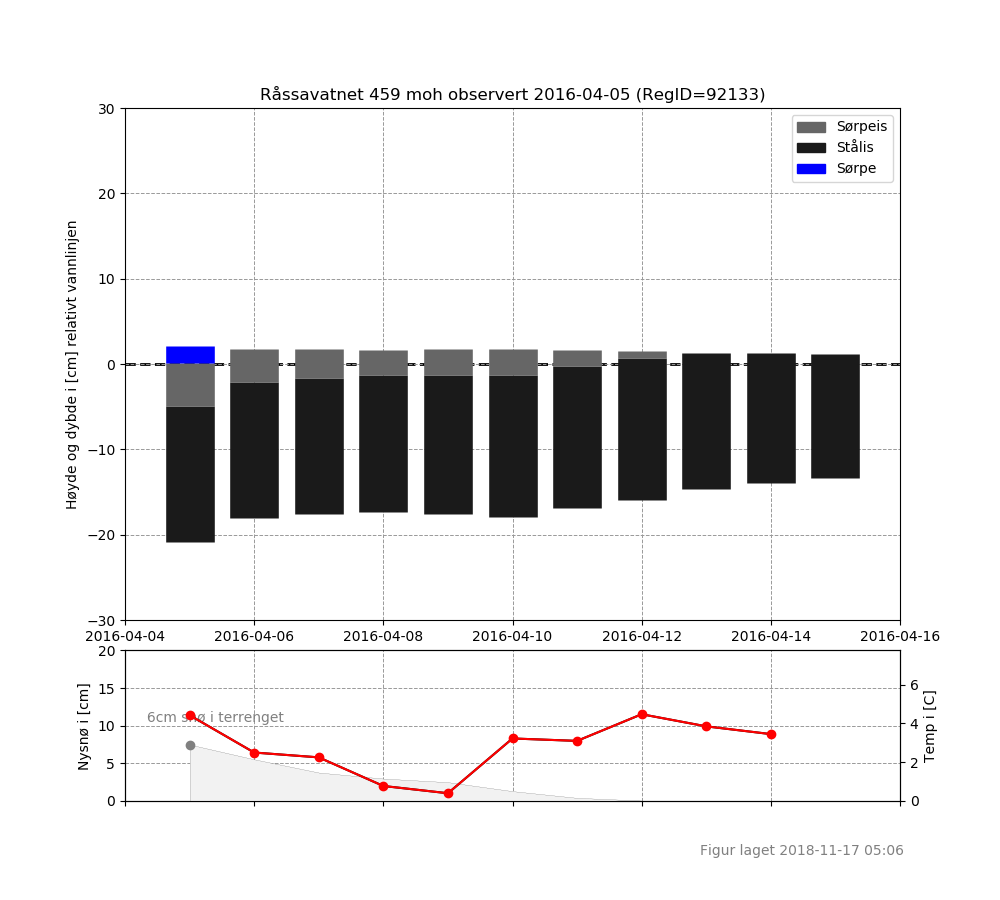 Råssavatnet 459 moh observert 2016-04-05 (RegID=92133)
Høyde og dybde i [cm] relativt vannlinjen
30
20
10
0
−10
−20
−30
Sørpeis
Stålis
Sørpe
2016-04-04 2016-04-06 2016-04-08 2016-04-10 2016-04-12 2016-04-14 2016-04-16
Nysnø i [cm]
20
15
10
5
0
6cm snø i terrenget
6
4
2
0
Temp i [C]
Figur laget 2018-11-17 05:06